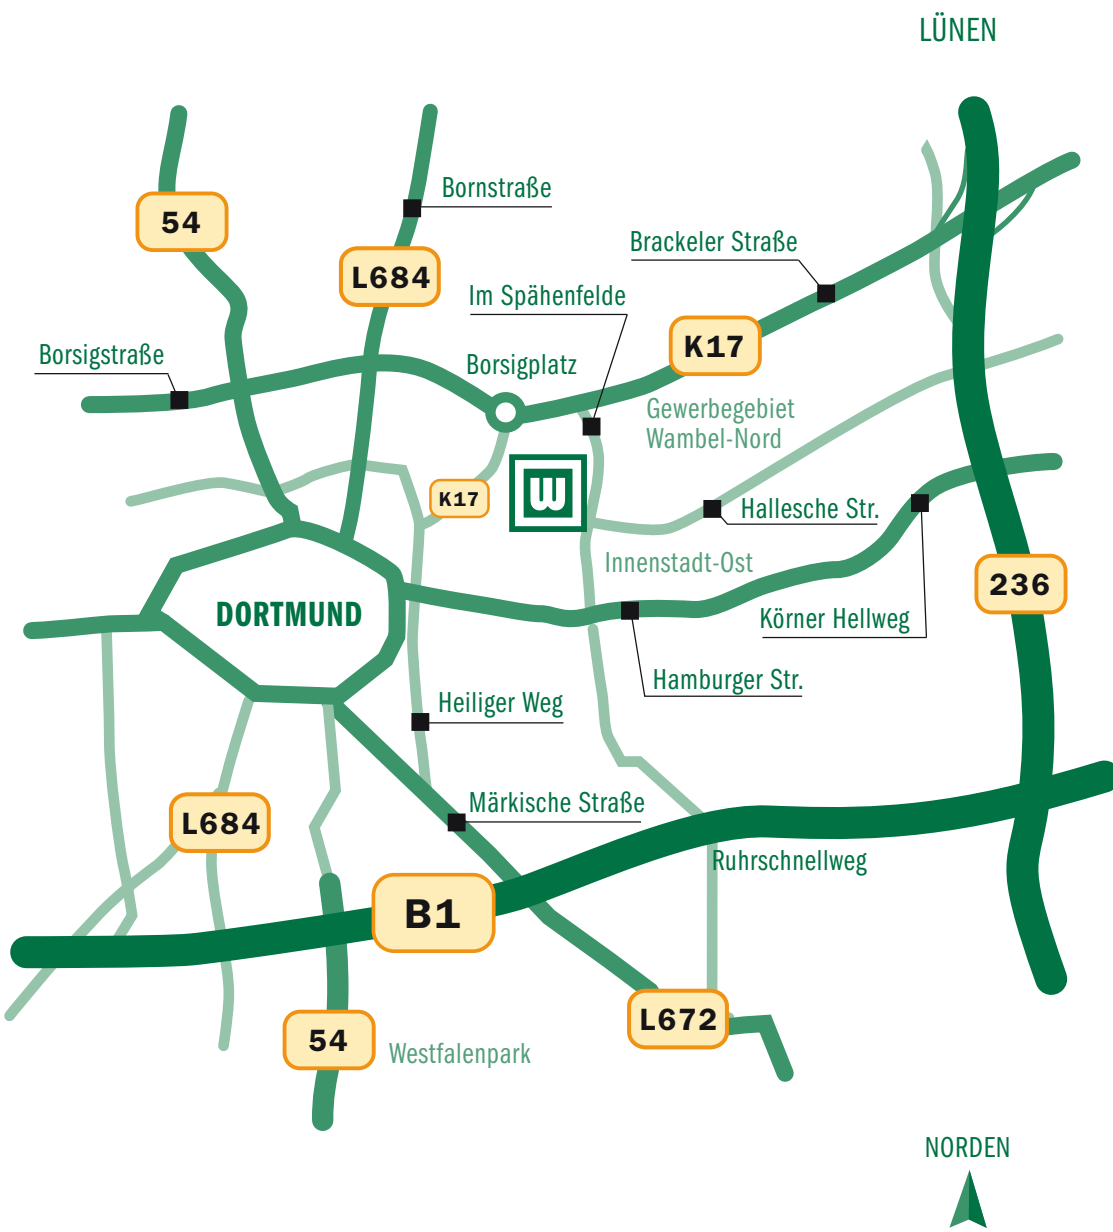 LÜNEN
Bornstraße
54
Brackeler Straße
L684
Im Spähenfelde
K17
Borsigstraße
Borsigplatz
Gewerbegebiet
Wambel-Nord
K17
W
Hallesche Str.
Innenstadt-Ost
236
DORTMUND
Körner Hellweg
Hamburger Str.
Heiliger Weg
Märkische Straße
L684
Ruhrschnellweg
B1
L672
54
Westfalenpark
NORDEN